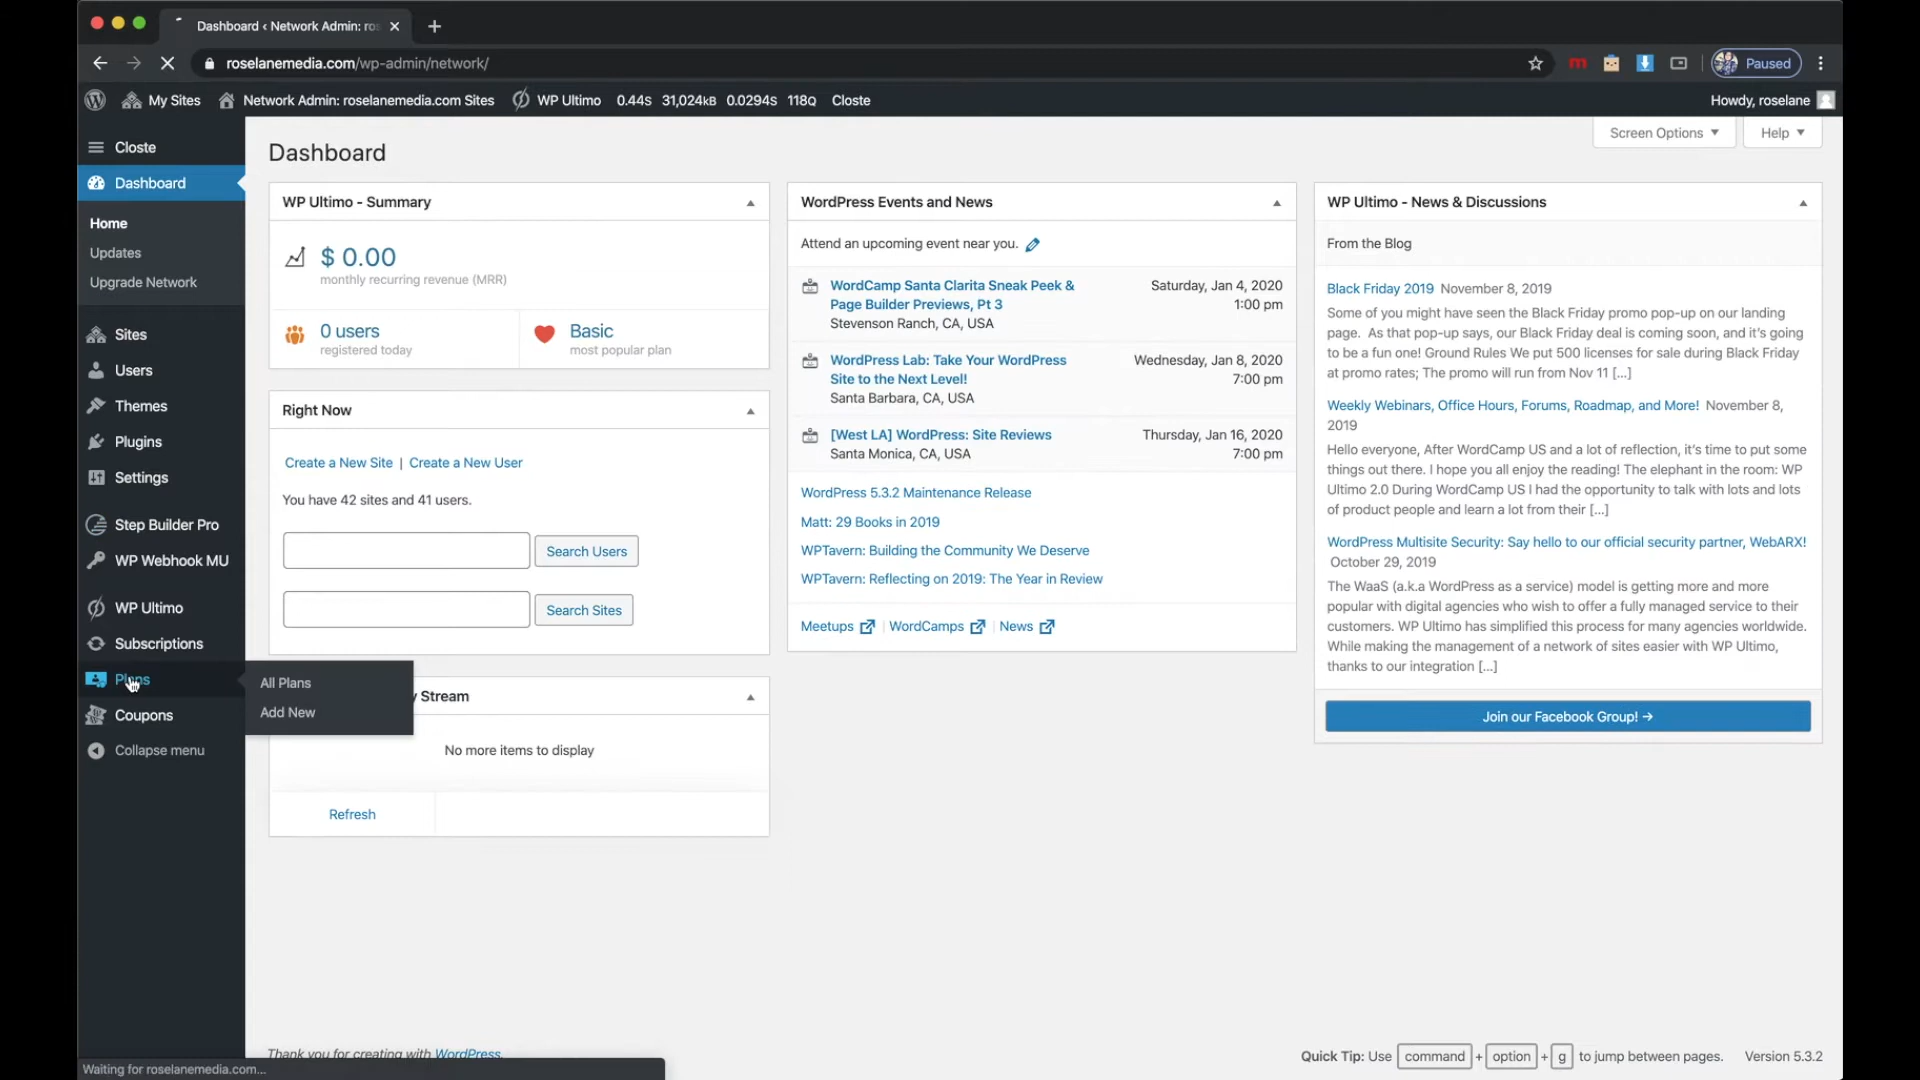 Dashboard ‹ Network Admin: ros
roselanemedia.com/wp-admin/network/
Paused
My Sites
Network Admin: roselanemedia.com Sites
WP Ultimo
0.44S 31,024KB 0.0294S 118Q
Closte
Howdy, roselane
Closte
Dashboard
Home
Updates
Upgrade Network
Sites
Users
Themes
Plugins
Settings
Step Builder Pro
WP Webhook MU
WP Ultimo
Subscriptions
Plans
Coupons
Collapse menu
All Plans
Add New
Screen Options
Help
Dashboard
WP Ultimo - Summary
$ 0.00
monthly recurring revenue (MRR)
0 users
registered today
Basic
most popular plan
Right Now
Create a New Site | Create a New User
You have 42 sites and 41 users.
Search Users
Search Sites
y Stream
No more items to display
Refresh
WordPress Events and News
Attend an upcoming event near you.
WordCamp Santa Clarita Sneak Peek &
Page Builder Previews, Pt 3
Stevenson Ranch, CA, USA
Saturday, Jan 4, 2020
1:00 pm
WordPress Lab: Take Your WordPress
Site to the Next Level!
Santa Barbara, CA, USA
Wednesday, Jan 8, 2020
7:00 pm
[West LA] WordPress: Site Reviews
Santa Monica, CA, USA
Thursday, Jan 16, 2020
7:00 pm
WordPress 5.3.2 Maintenance Release
Matt: 29 Books in 2019
WPTavern: Building the Community We Deserve
WPTavern: Reflecting on 2019: The Year in Review
Meetups | WordCamps | News
WP Ultimo - News & Discussions
From the Blog
Black Friday 2019 November 8, 2019
Some of you might have seen the Black Friday promo pop-up on our landing
page. As that pop-up says, our Black Friday deal is coming soon, and it's going
to be a fun one! Ground Rules We put 500 licenses for sale during Black Friday
at promo rates; The promo will run from Nov 11 [...]
Weekly Webinars, Office Hours, Forums, Roadmap, and More! November 8,
2019
Hello everyone, After WordCamp US and a lot of reflection, it's time to put some
things out there. I hope you all enjoy the reading! The elephant in the room: WP
Ultimo 2.0 During WordCamp US I had the opportunity to talk with lots and lots
of product people and learn a lot from their [...]
WordPress Multisite Security: Say hello to our official security partner, WebARX!
October 29, 2019
The WaaS (a.k.a WordPress as a service) model is getting more and more
popular with digital agencies who wish to offer a fully managed service to their
customers. WP Ultimo has simplified this process for many agencies worldwide.
While making the management of a network of sites easier with WP Ultimo,
thanks to our integration [...]
Join our Facebook Group! →
Thank you for creating with WordPress.
Quick Tip: Use command + option + g to jump between pages.
Version 5.3.2
Waiting for roselanemedia.com...